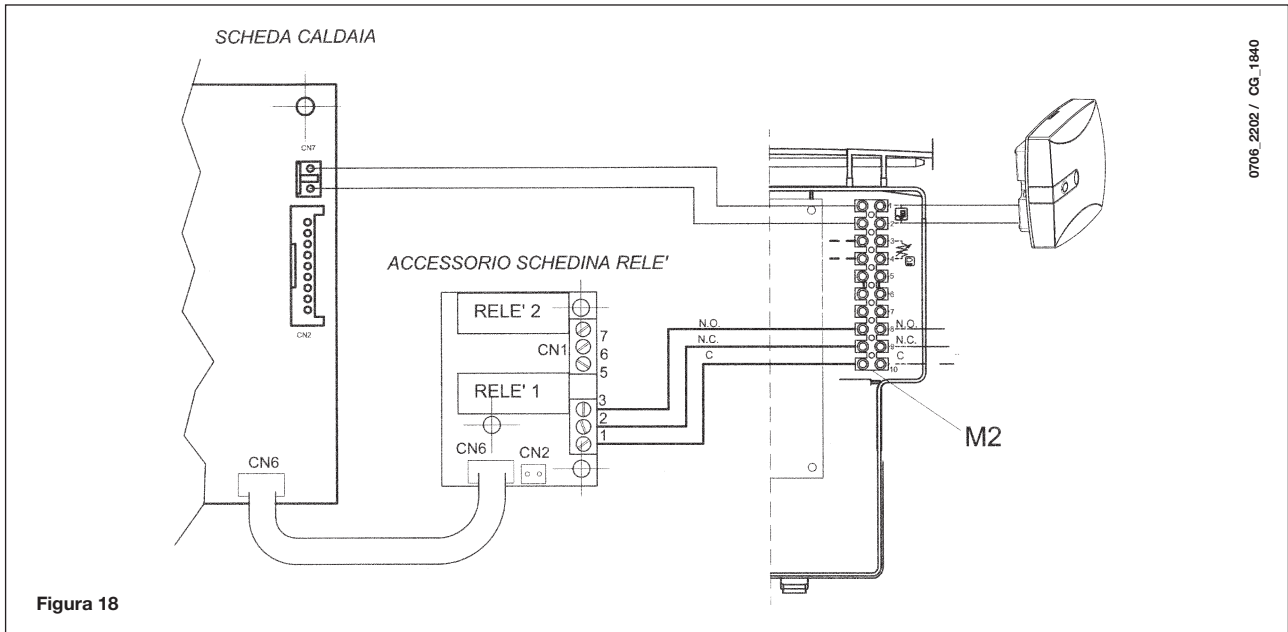 SCHEDA CALDAIA
0706_2202 / CG_1840
CN7
CN2
ACCESSORIO SCHEDINA RELE'
RELE' 2
7
CN1
6
5
RELE' 1
3
2
1
CN6
CN2
CN6
N.O.
N.C.
C
1
2
3
4
5
6
7
8
9
10
N.O.
N.C.
C
M2
Figura 18